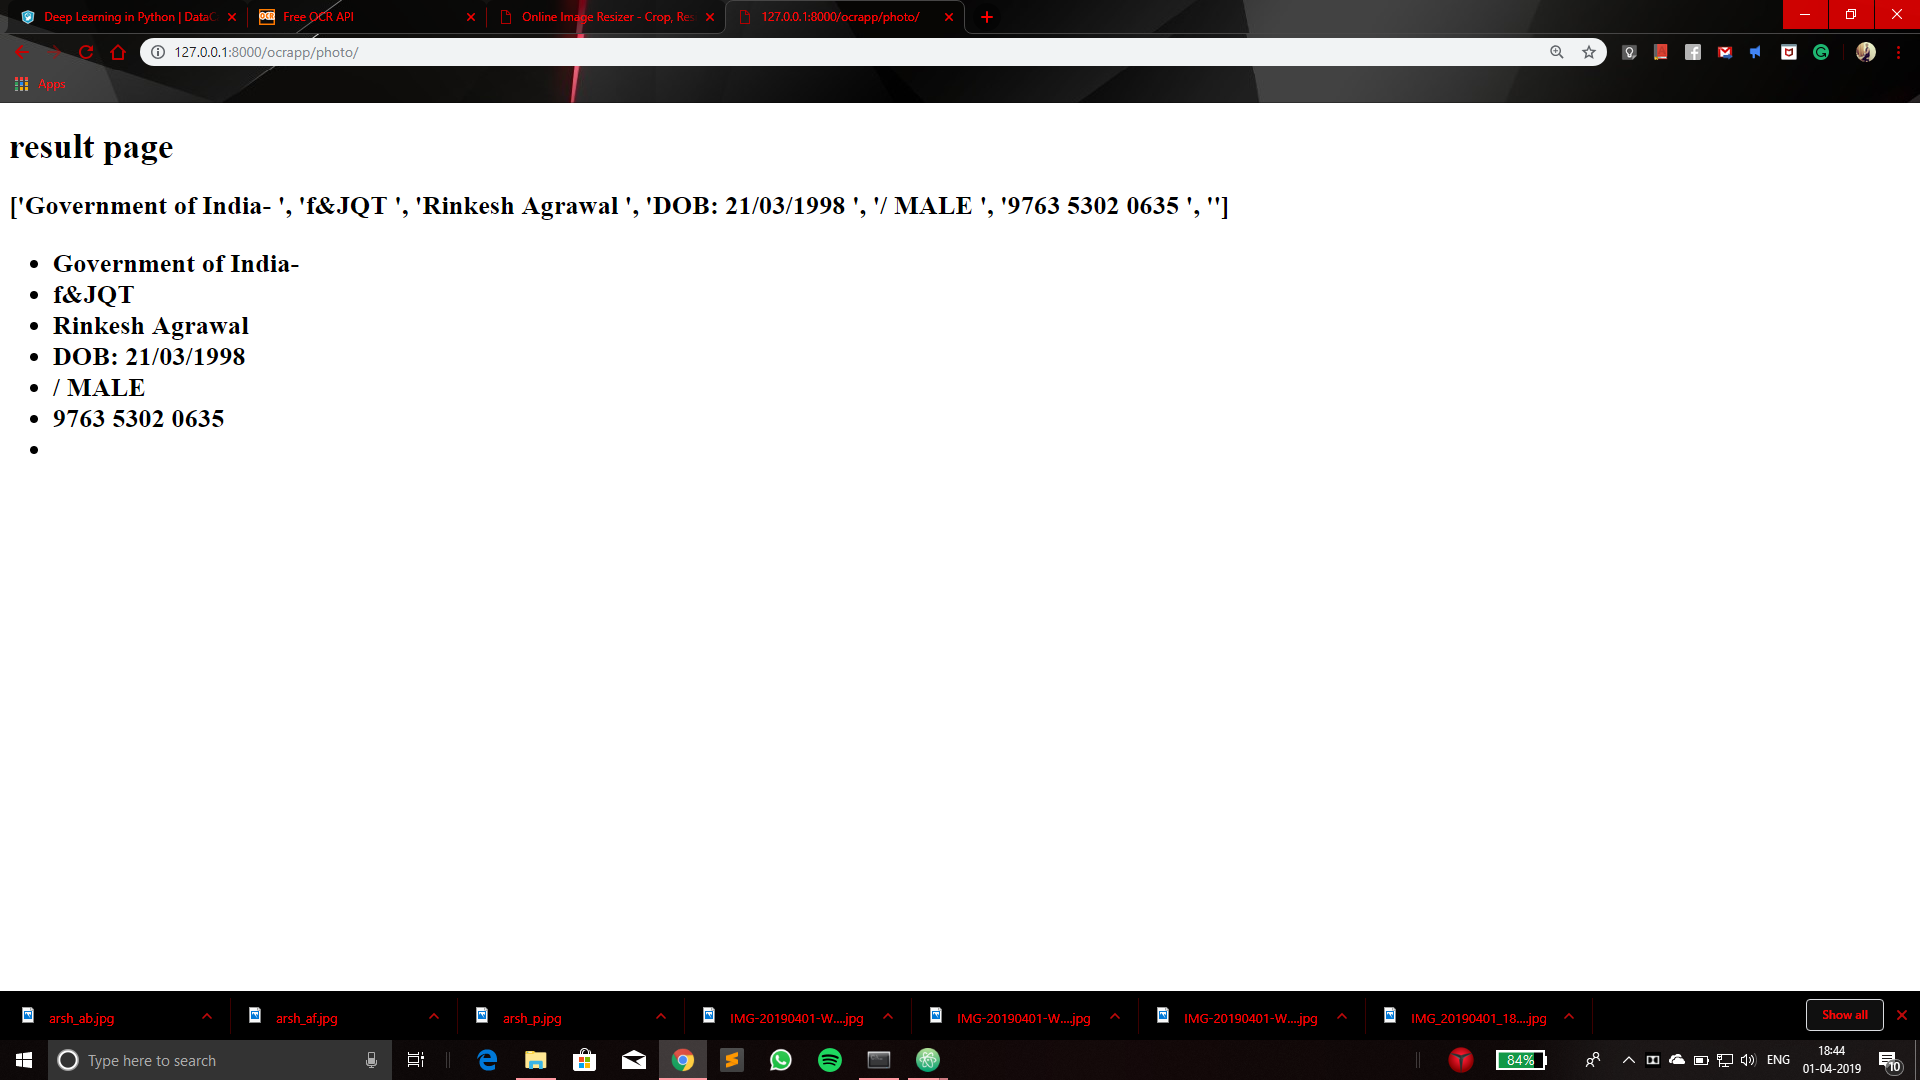 Deep Learning in Python | DataC
Free OCR API
Online Image Resizer - Crop, Res
127.0.0.1:8000/ocrapp/photo/
127.0.0.1:8000/ocrapp/photo/
Apps
result page
['Government of India- ', 'f&JQT ', 'Rinkesh Agrawal ', 'DOB: 21/03/1998 ', '/ MALE ', '9763 5302 0635 ', '']
Government of India-
f&JQT
Rinkesh Agrawal
DOB: 21/03/1998
/ MALE
9763 5302 0635
arsh_ab.jpg
arsh_af.jpg
arsh_p.jpg
IMG-20190401-W....jpg
IMG-20190401-W....jpg
IMG-20190401-W....jpg
IMG_20190401_18....jpg
Show all
Type here to search
84%
ENG
18:44
01-04-2019
10